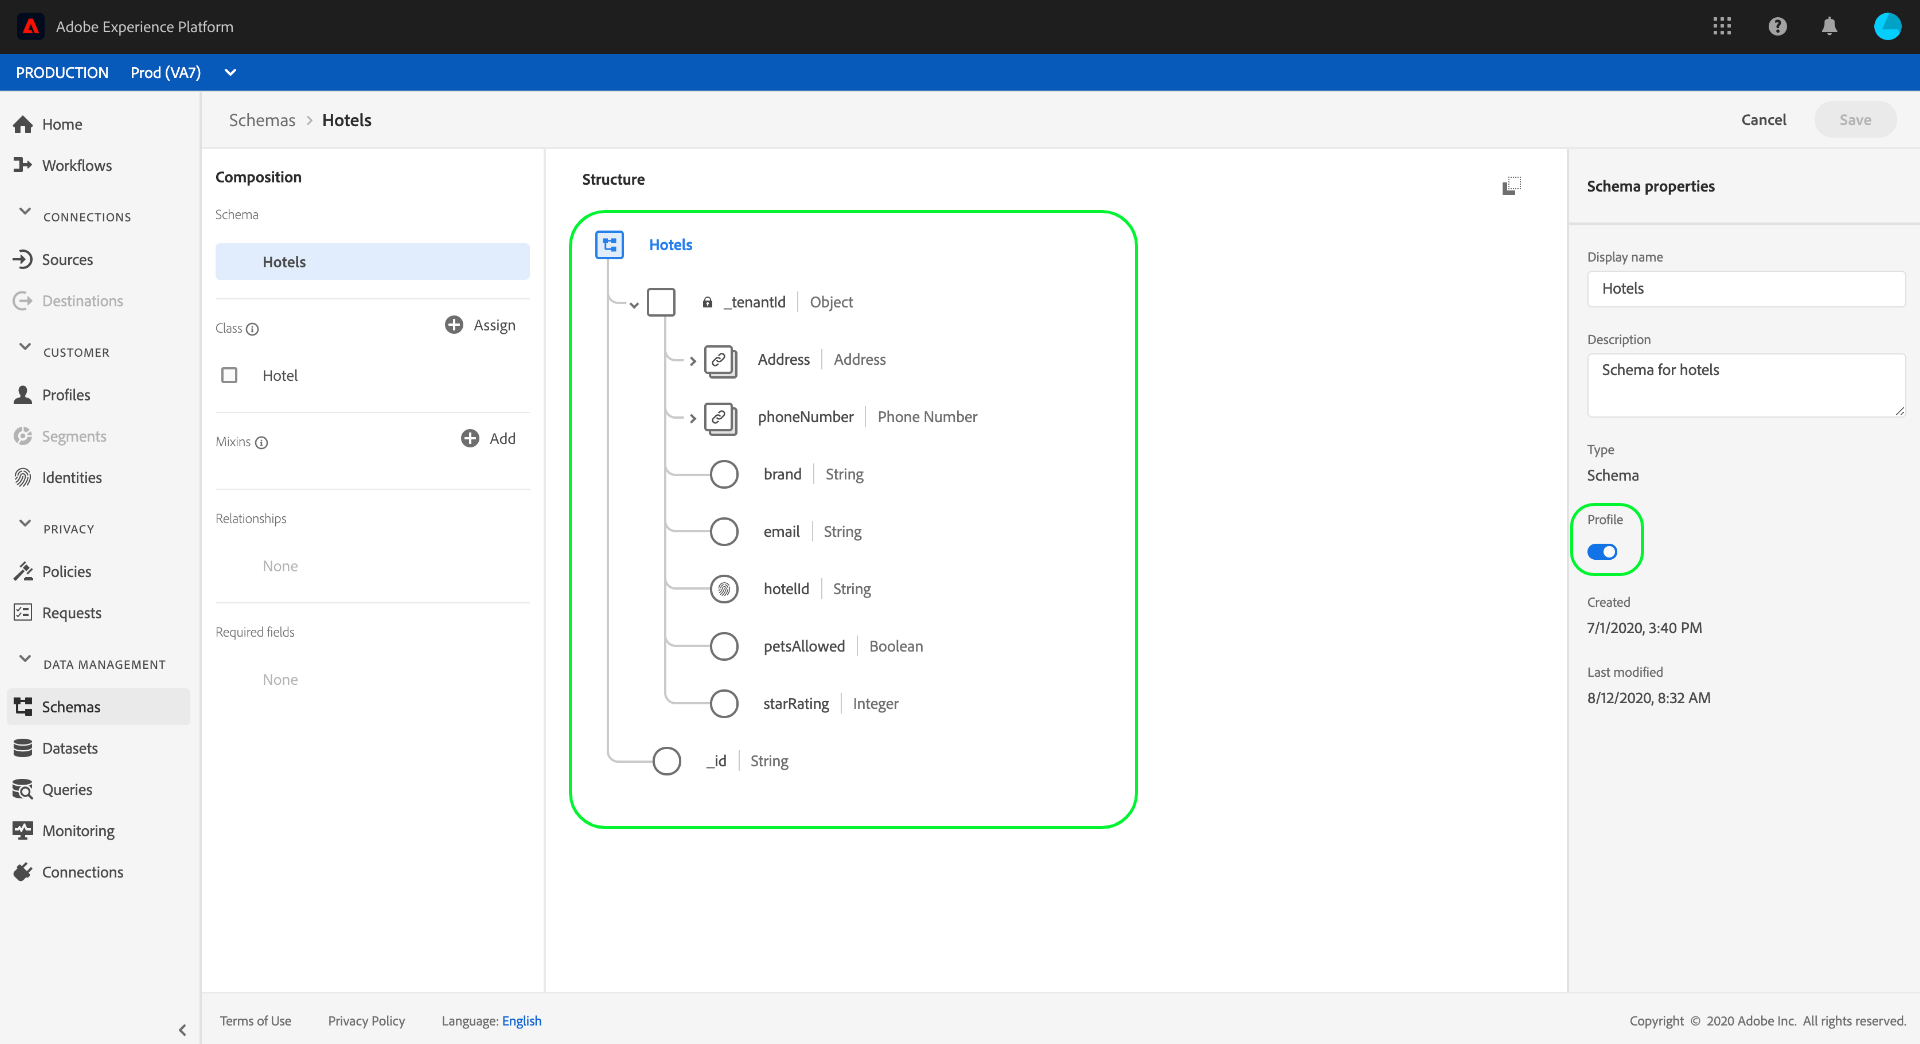 Adobe Experience Platform
PRODUCTION Prod (VA7)
Home
Workflows
CONNECTIONS
Sources
Destinations
CUSTOMER
Profiles
Segments
Identities
PRIVACY
Policies
Requests
DATA MANAGEMENT
Schemas
Datasets
Queries
Monitoring
Connections
Schemas > Hotels
Cancel
Save
Composition
Schema
Hotels
Class
Assign
Hotel
Mixins
Add
Relationships
None
Required fields
None
Structure
Hotels
_tenantId | Object
Address | Address
phoneNumber | Phone Number
brand | String
email | String
hotelId | String
petsAllowed | Boolean
starRating | Integer
_id | String
Schema properties
Display name
Hotels
Description
Schema for hotels
Type
Schema
Profile
Created
7/1/2020, 3:40 PM
Last modified
8/12/2020, 8:32 AM
Terms of Use
Privacy Policy
Language: English
Copyright © 2020 Adobe Inc. All rights reserved.